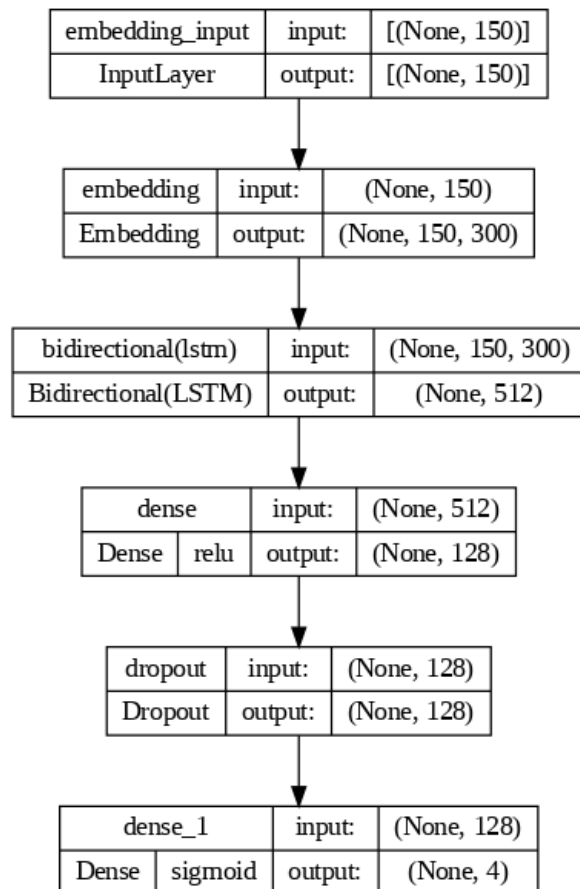 embedding_input input: [(None, 150)]
InputLayer output: [(None, 150)]
embedding input: (None, 150)
Embedding output: (None, 150, 300)
bidirectional(lstm) input: (None, 150, 300)
Bidirectional(LSTM) output: (None, 512)
dense input: (None, 512)
Dense relu output: (None, 128)
dropout input: (None, 128)
Dropout output: (None, 128)
dense_1 input: (None, 128)
Dense sigmoid output: (None, 4)